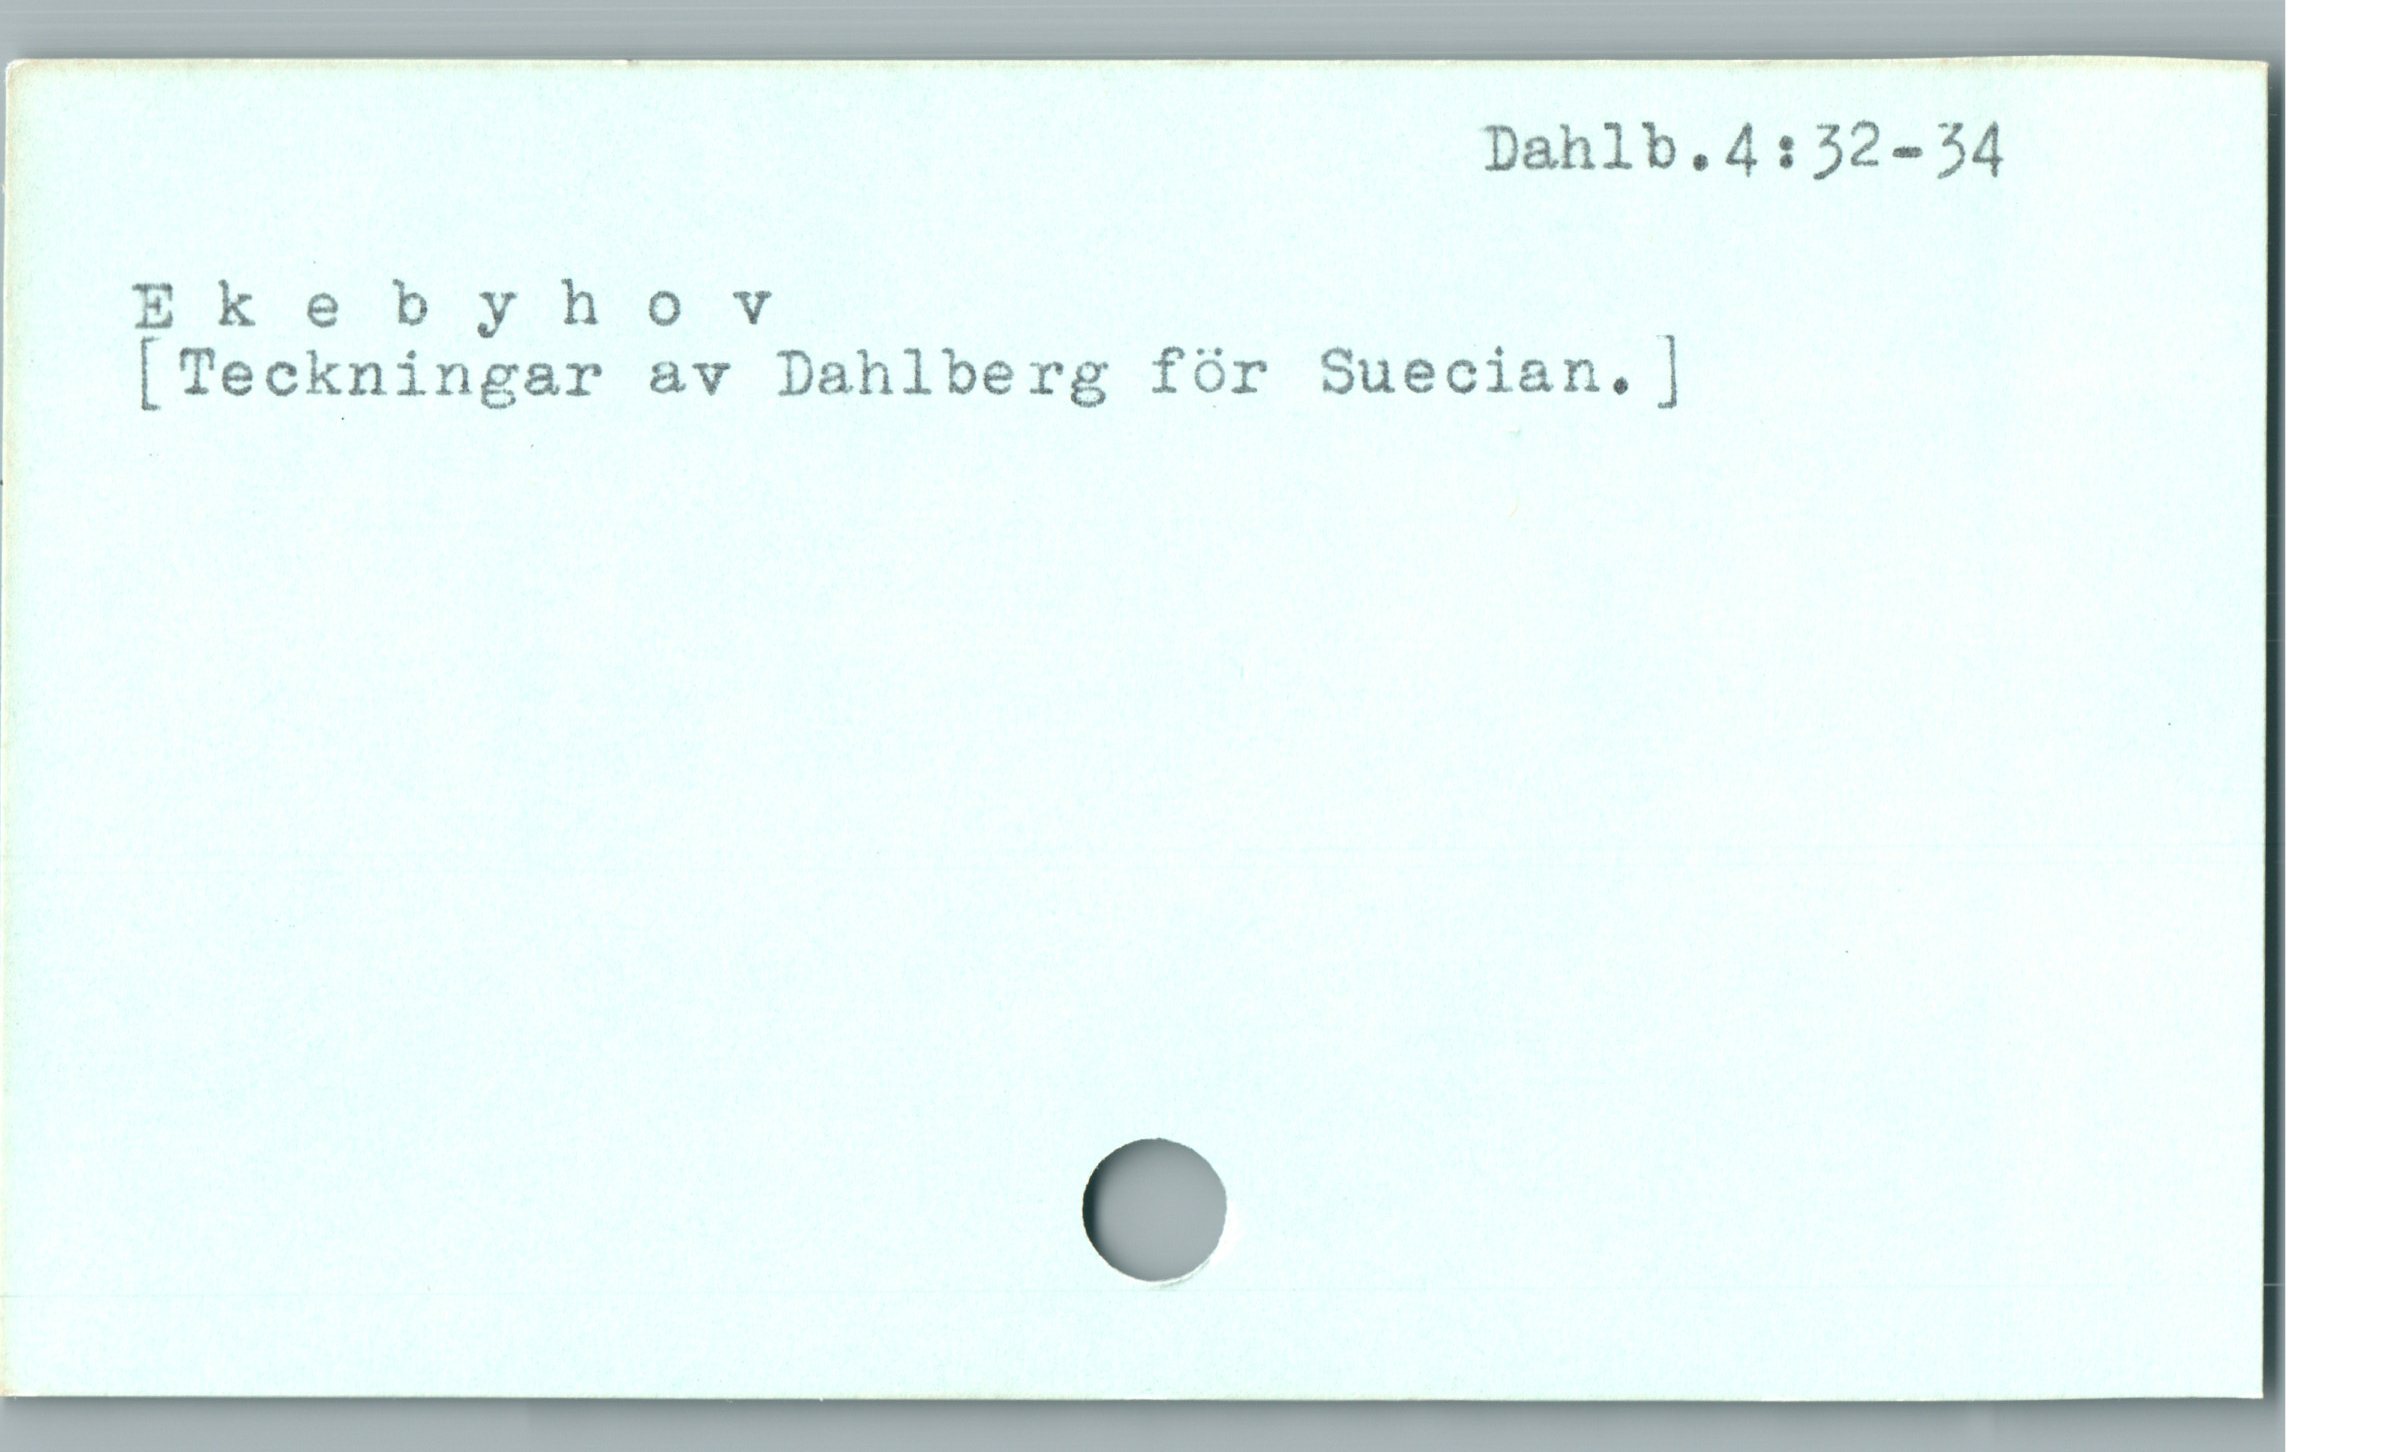 Dahlb.4:32-34
E k e b y h o v
[Teckningar av Dahlberg för Suecian.]